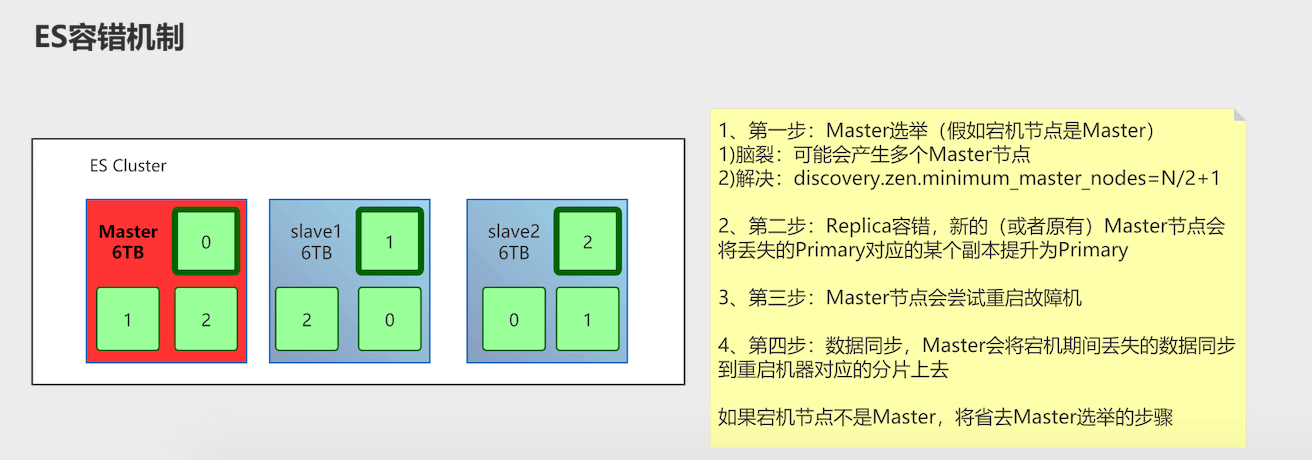 ES容错机制
ES Cluster
Master
6TB
0
1
2
slave1
6TB
1
2
0
slave2
6TB
2
0
1
1、第一步：Master选举（假如宕机节点是Master）
1)脑裂：可能会产生多个Master节点
2)解决：discovery.zen.minimum_master_nodes=N/2+1
2、第二步：Replica容错，新的（或者原有）Master节点会
将丢失的Primary对应的某个副本提升为Primary
3、第三步：Master节点会尝试重启故障机
4、第四步：数据同步，Master会将宕机期间丢失的数据同步
到重启机器对应的分片上去
如果宕机节点不是Master，将省去Master选举的步骤